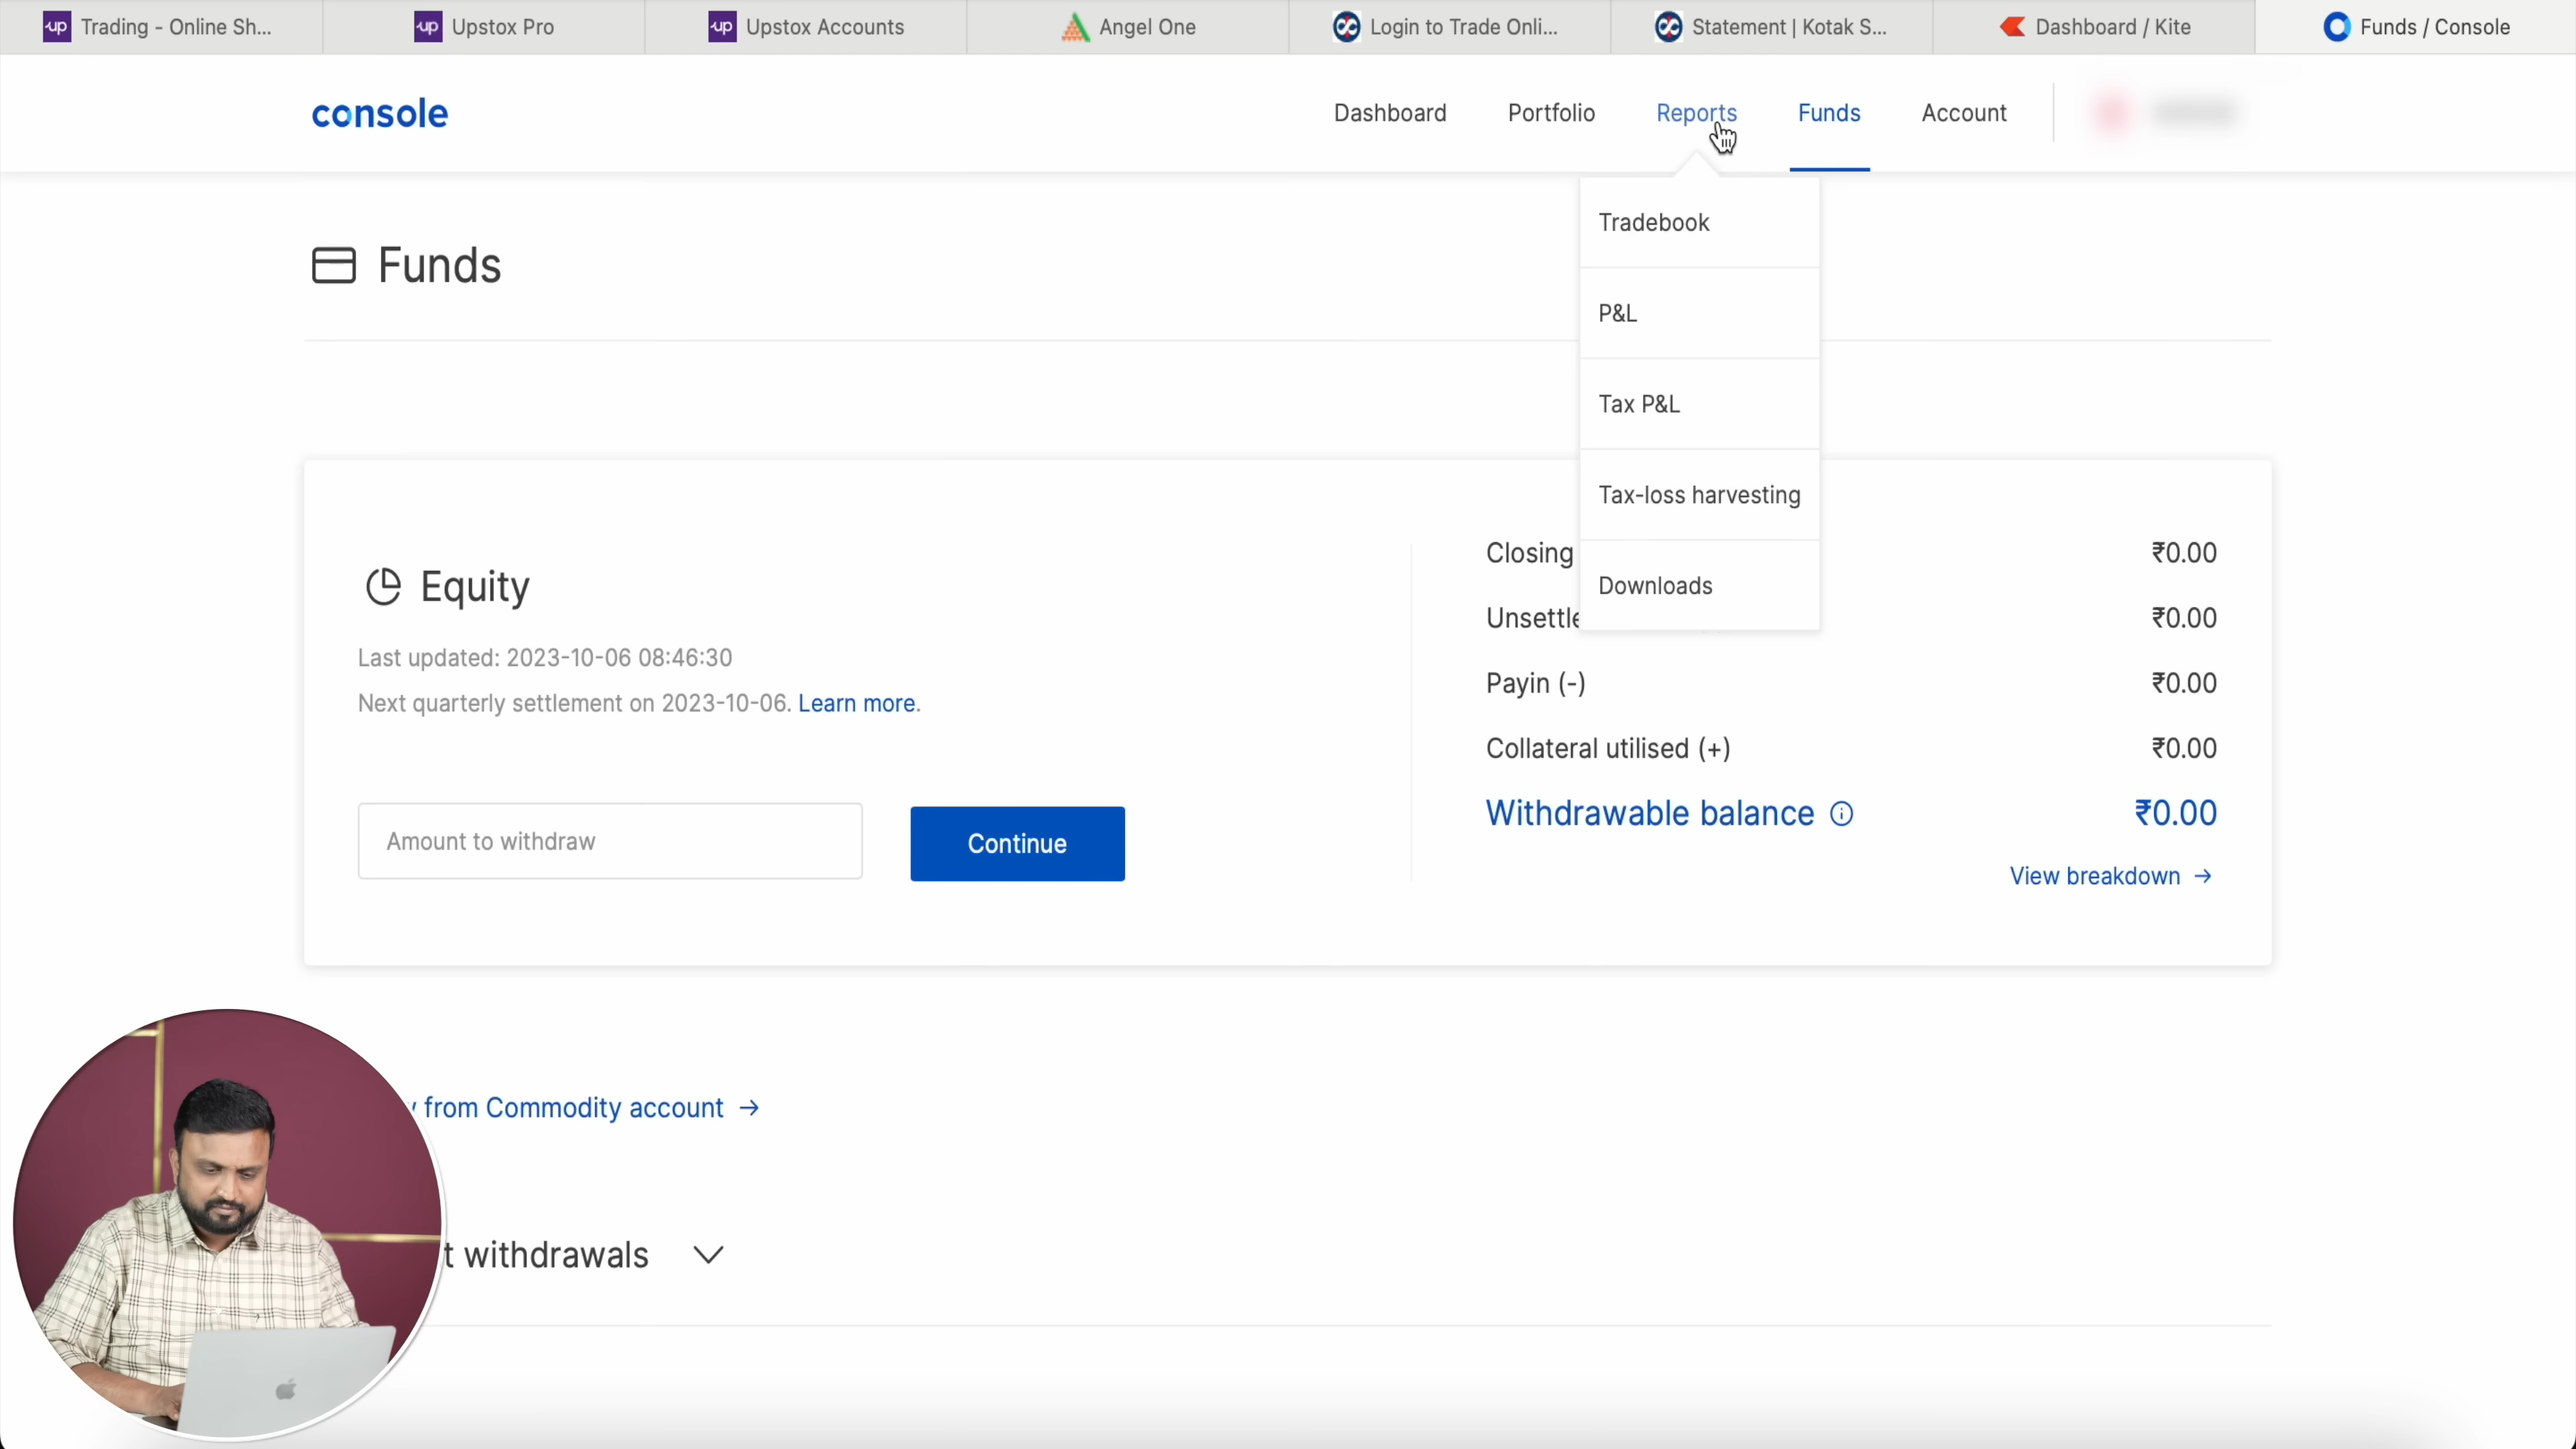 Trading - Online Sh...
Upstox Pro
Upstox Accounts
Angel One
Login to Trade Onli...
Statement | Kotak S...
Dashboard / Kite
Funds / Console
console
Dashboard
Portfolio
Reports
Funds
Account
Tradebook
P&L
Tax P&L
Tax-loss harvesting
Downloads
Funds
Equity
Last updated: 2023-10-06 08:46:30
Next quarterly settlement on 2023-10-06. Learn more.
Amount to withdraw
Continue
Closing ₹0.00
₹0.00
Payin (-) ₹0.00
Collateral utilised (+) ₹0.00
Withdrawable balance ₹0.00
View breakdown →
from Commodity account →
withdrawals